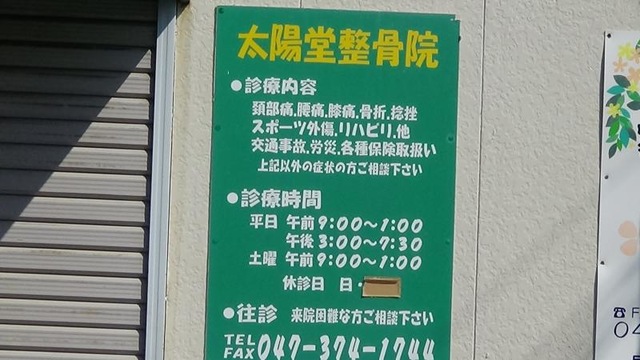 太陽堂整骨院
●診療内容
頚部痛.腰痛.膝痛.骨折.捻挫
スポーツ外傷.リハビリ.他
交通事故.労災.各種保険取扱い
上記以外の症状の方ご相談下さい
●診療時間
平日 午前9:00～1:00
午後3:00～7:30
土曜 午前9:00～1:00
休診日 日・
●往診 来院困難な方ご相談下さい
TEL
FAX 047-374-1744
☎F
04